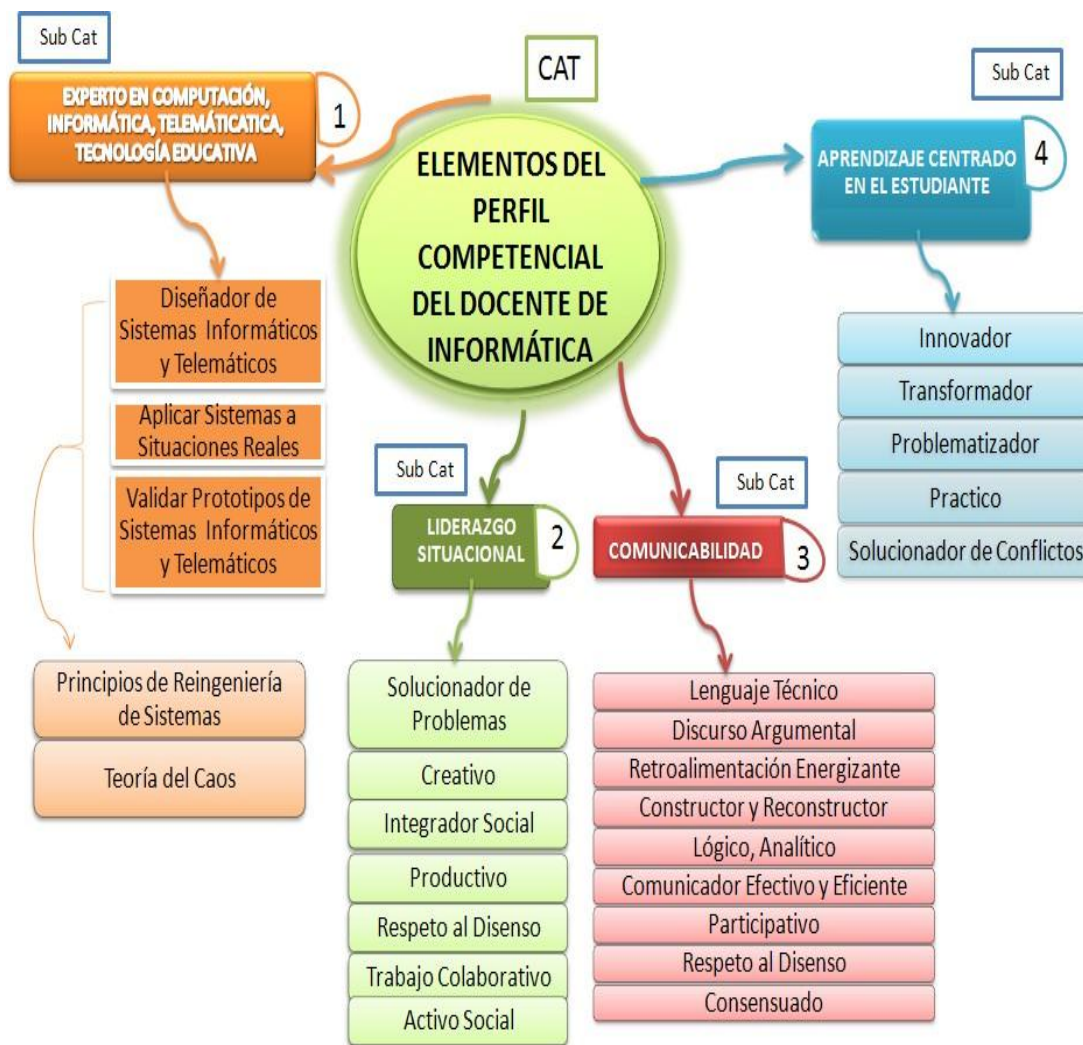 Sub Cat
EXPERTO EN COMPUTACIÓN,
INFORMÁTICA, TELEMÁTICATICA,
TECNOLOGÍA EDUCATIVA
1
CAT
ELEMENTOS DEL
PERFIL
COMPETENCIAL
DEL DOCENTE DE
INFORMÁTICA
Sub Cat
APRENDIZAJE CENTRADO
EN EL ESTUDIANTE
4
Diseñador de
Sistemas Informáticos
y Telemáticos
Aplicar Sistemas a
Situaciones Reales
Validar Prototipos de
Sistemas Informáticos
y Telemáticos
Principios de Reingeniería
de Sistemas
Teoría del Caos
Sub Cat
LIDERAZGO
SITUACIONAL
2
Solucionador de
Problemas
Creativo
Integrador Social
Productivo
Respeto al Disenso
Trabajo Colaborativo
Activo Social
Sub Cat
COMUNICABILIDAD
3
Lenguaje Técnico
Discurso Argumental
Retroalimentación Energizante
Constructor y Reconstructor
Lógico, Analítico
Comunicador Efectivo y Eficiente
Participativo
Respeto al Disenso
Consensuado
Innovador
Transformador
Problematizador
Practico
Solucionador de Conflictos